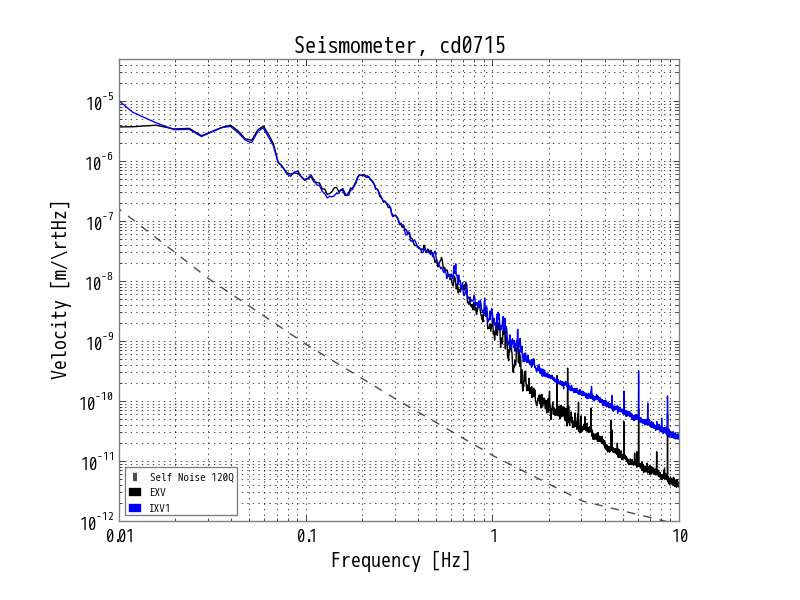 Seismometer, cd0715
Velocity [m/\rtHz]
10^-5
10^-6
10^-7
10^-8
10^-9
10^-10
10^-11
10^-12
Self Noise 120Q
EXV
IXV1
0.01 0.1 1 10
Frequency [Hz]